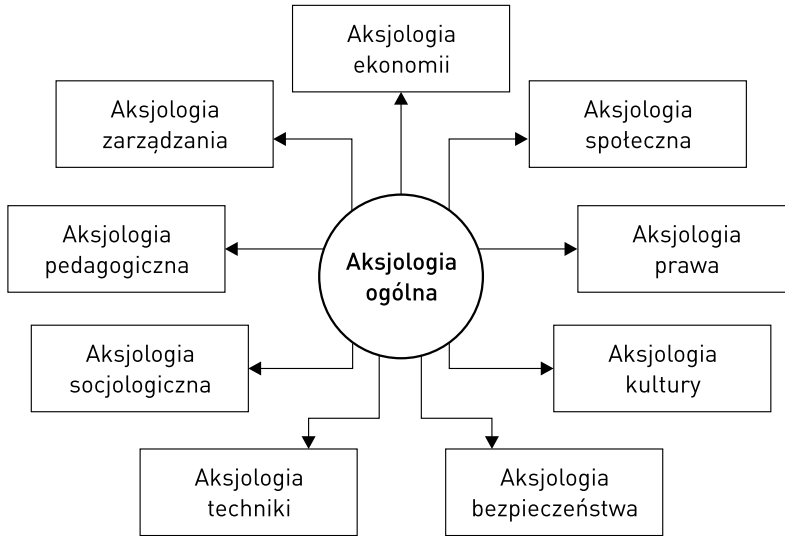 Aksjologia
ekonomii
Aksjologia
zarządzania
Aksjologia
społeczna
Aksjologia
pedagogiczna
Aksjologia
ogólna
Aksjologia
prawa
Aksjologia
socjologiczna
Aksjologia
kultury
Aksjologia
techniki
Aksjologia
bezpieczeństwa